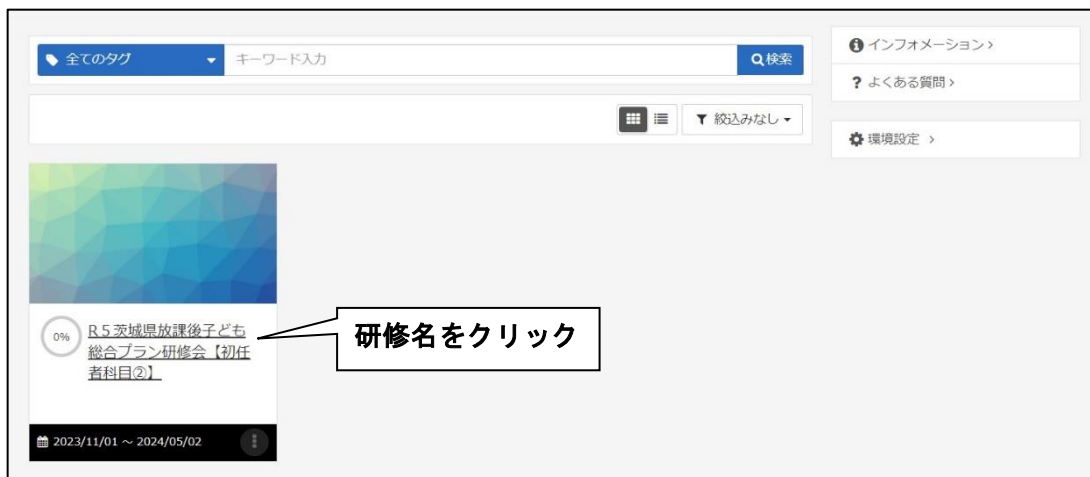 全てのタグ
キーワード入力
検索
絞込みなし
インフォメーション >
? よくある質問 >
環境設定 >
0%
R5茨城県放課後子ども
総合プラン研修会【初任
者科目②】
2023/11/01 ～ 2024/05/02
研修名をクリック